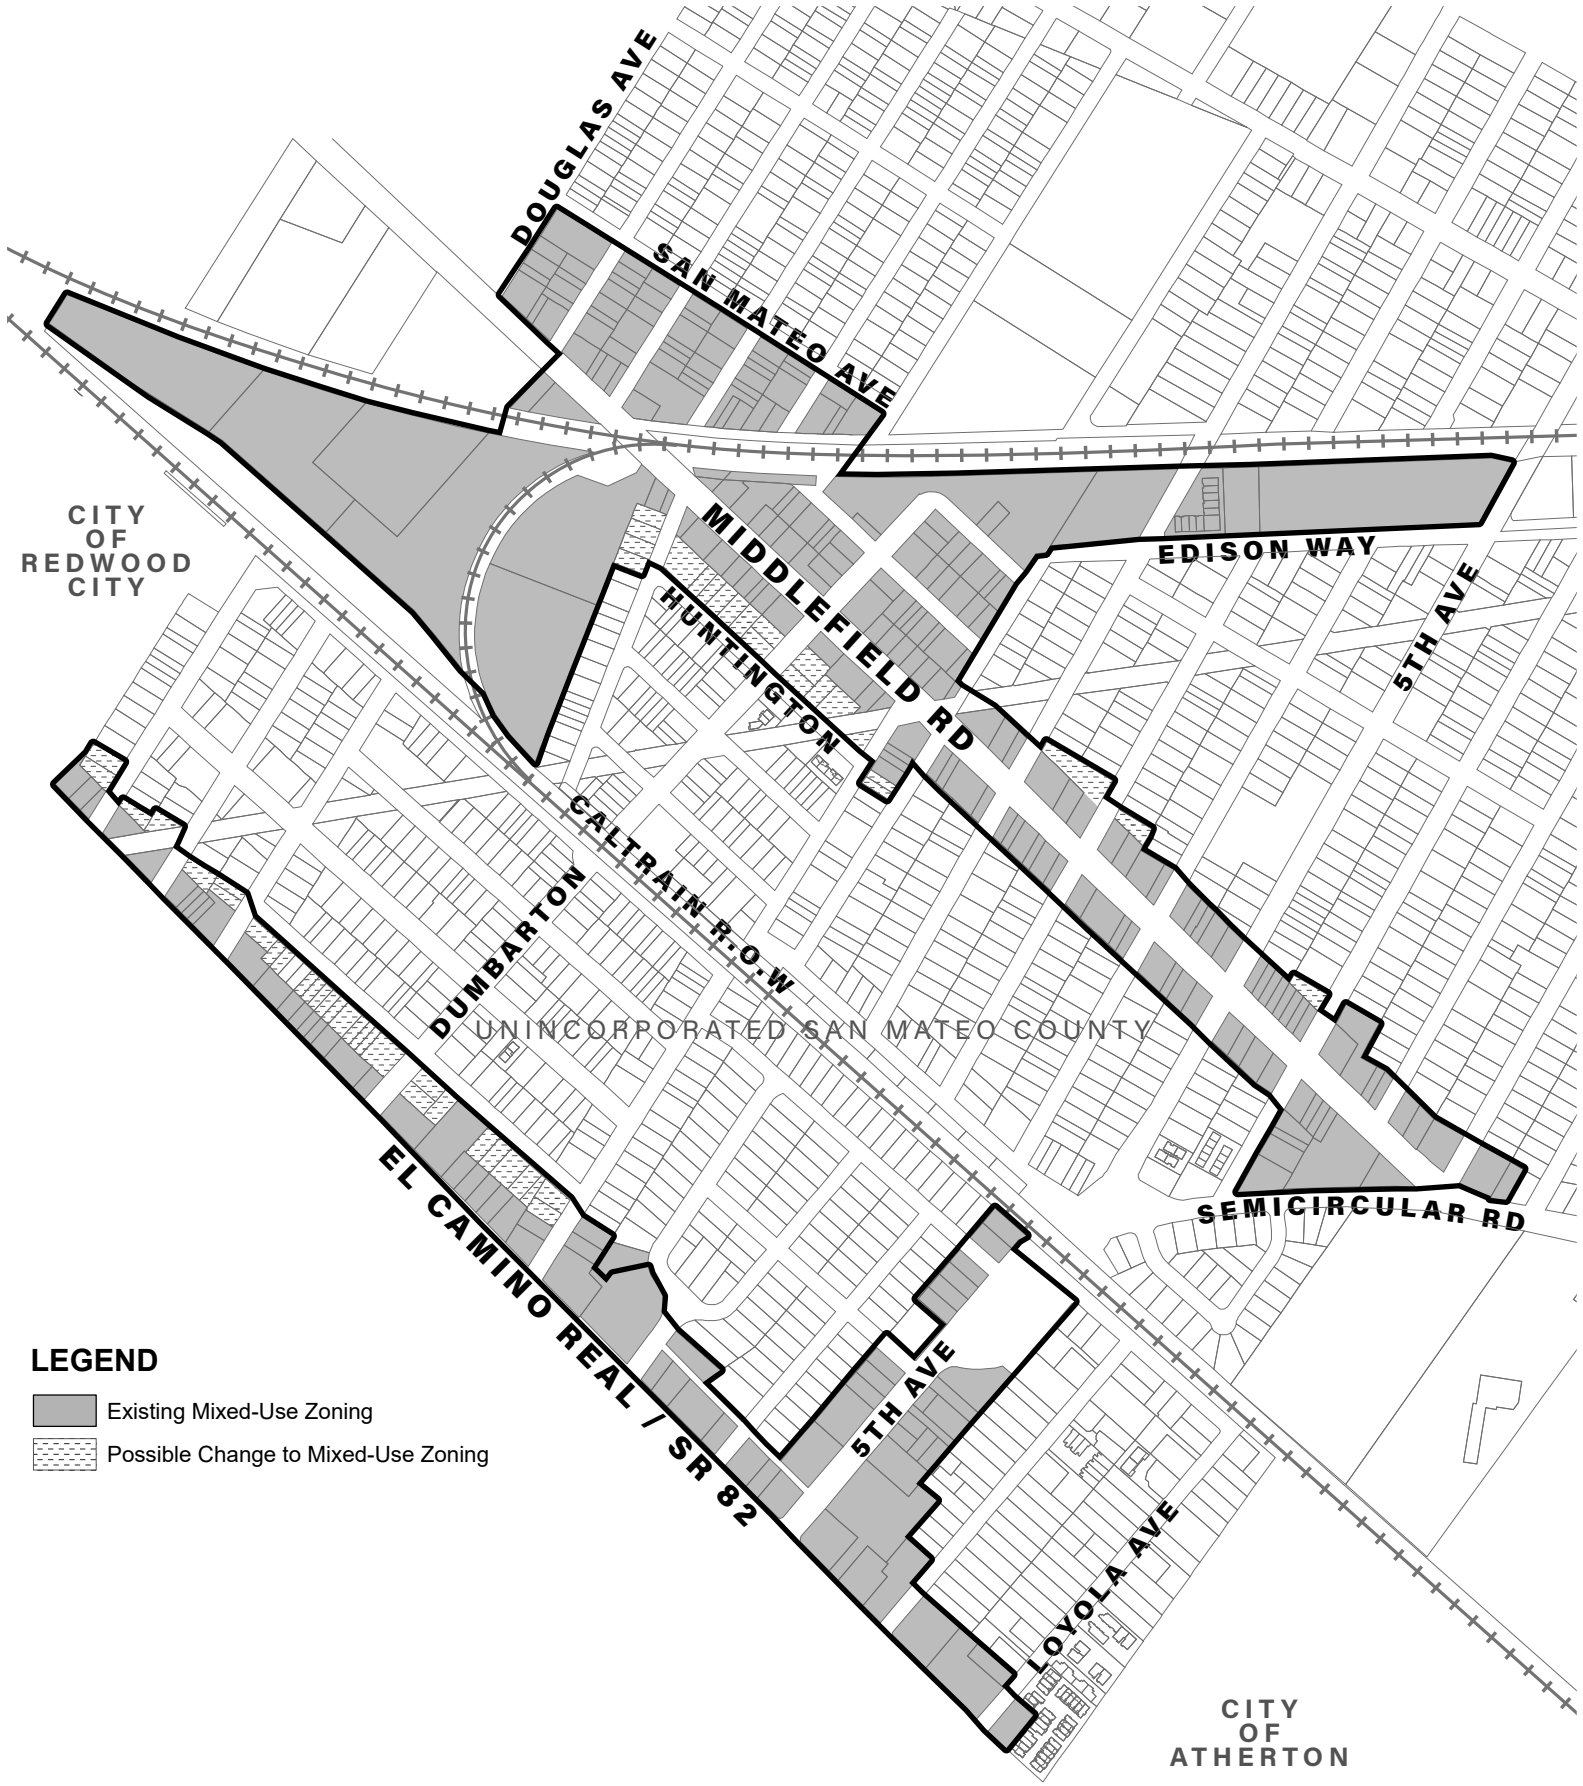 DOUGLAS AVE
SAN MATEO AVE
MIDDLEFIELD RD
EDISON WAY
5TH AVE
HUNTINGTON
CITY
OF
REDWOOD
CITY
CALTRAIN R.O.W
DUMBARTON
UNINCORPORATED SAN MATEO COUNTY
EL CAMINO REAL / SR 82
SEMICIRCULAR RD
5TH AVE
LOYOLA AVE
LEGEND
Existing Mixed-Use Zoning
Possible Change to Mixed-Use Zoning
CITY
OF
ATHERTON